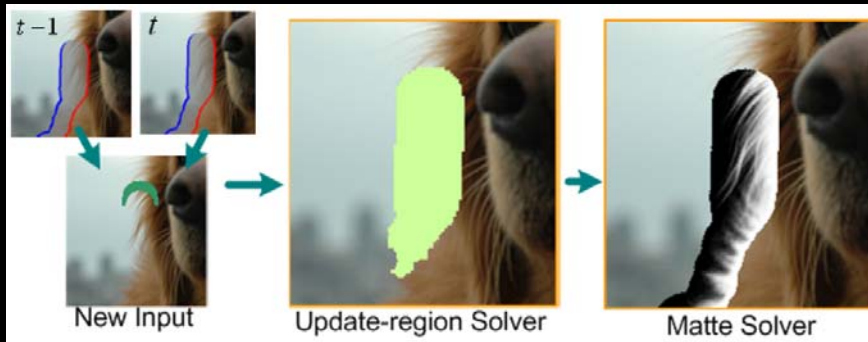 t−1
t
New Input
Update-region Solver
Matte Solver